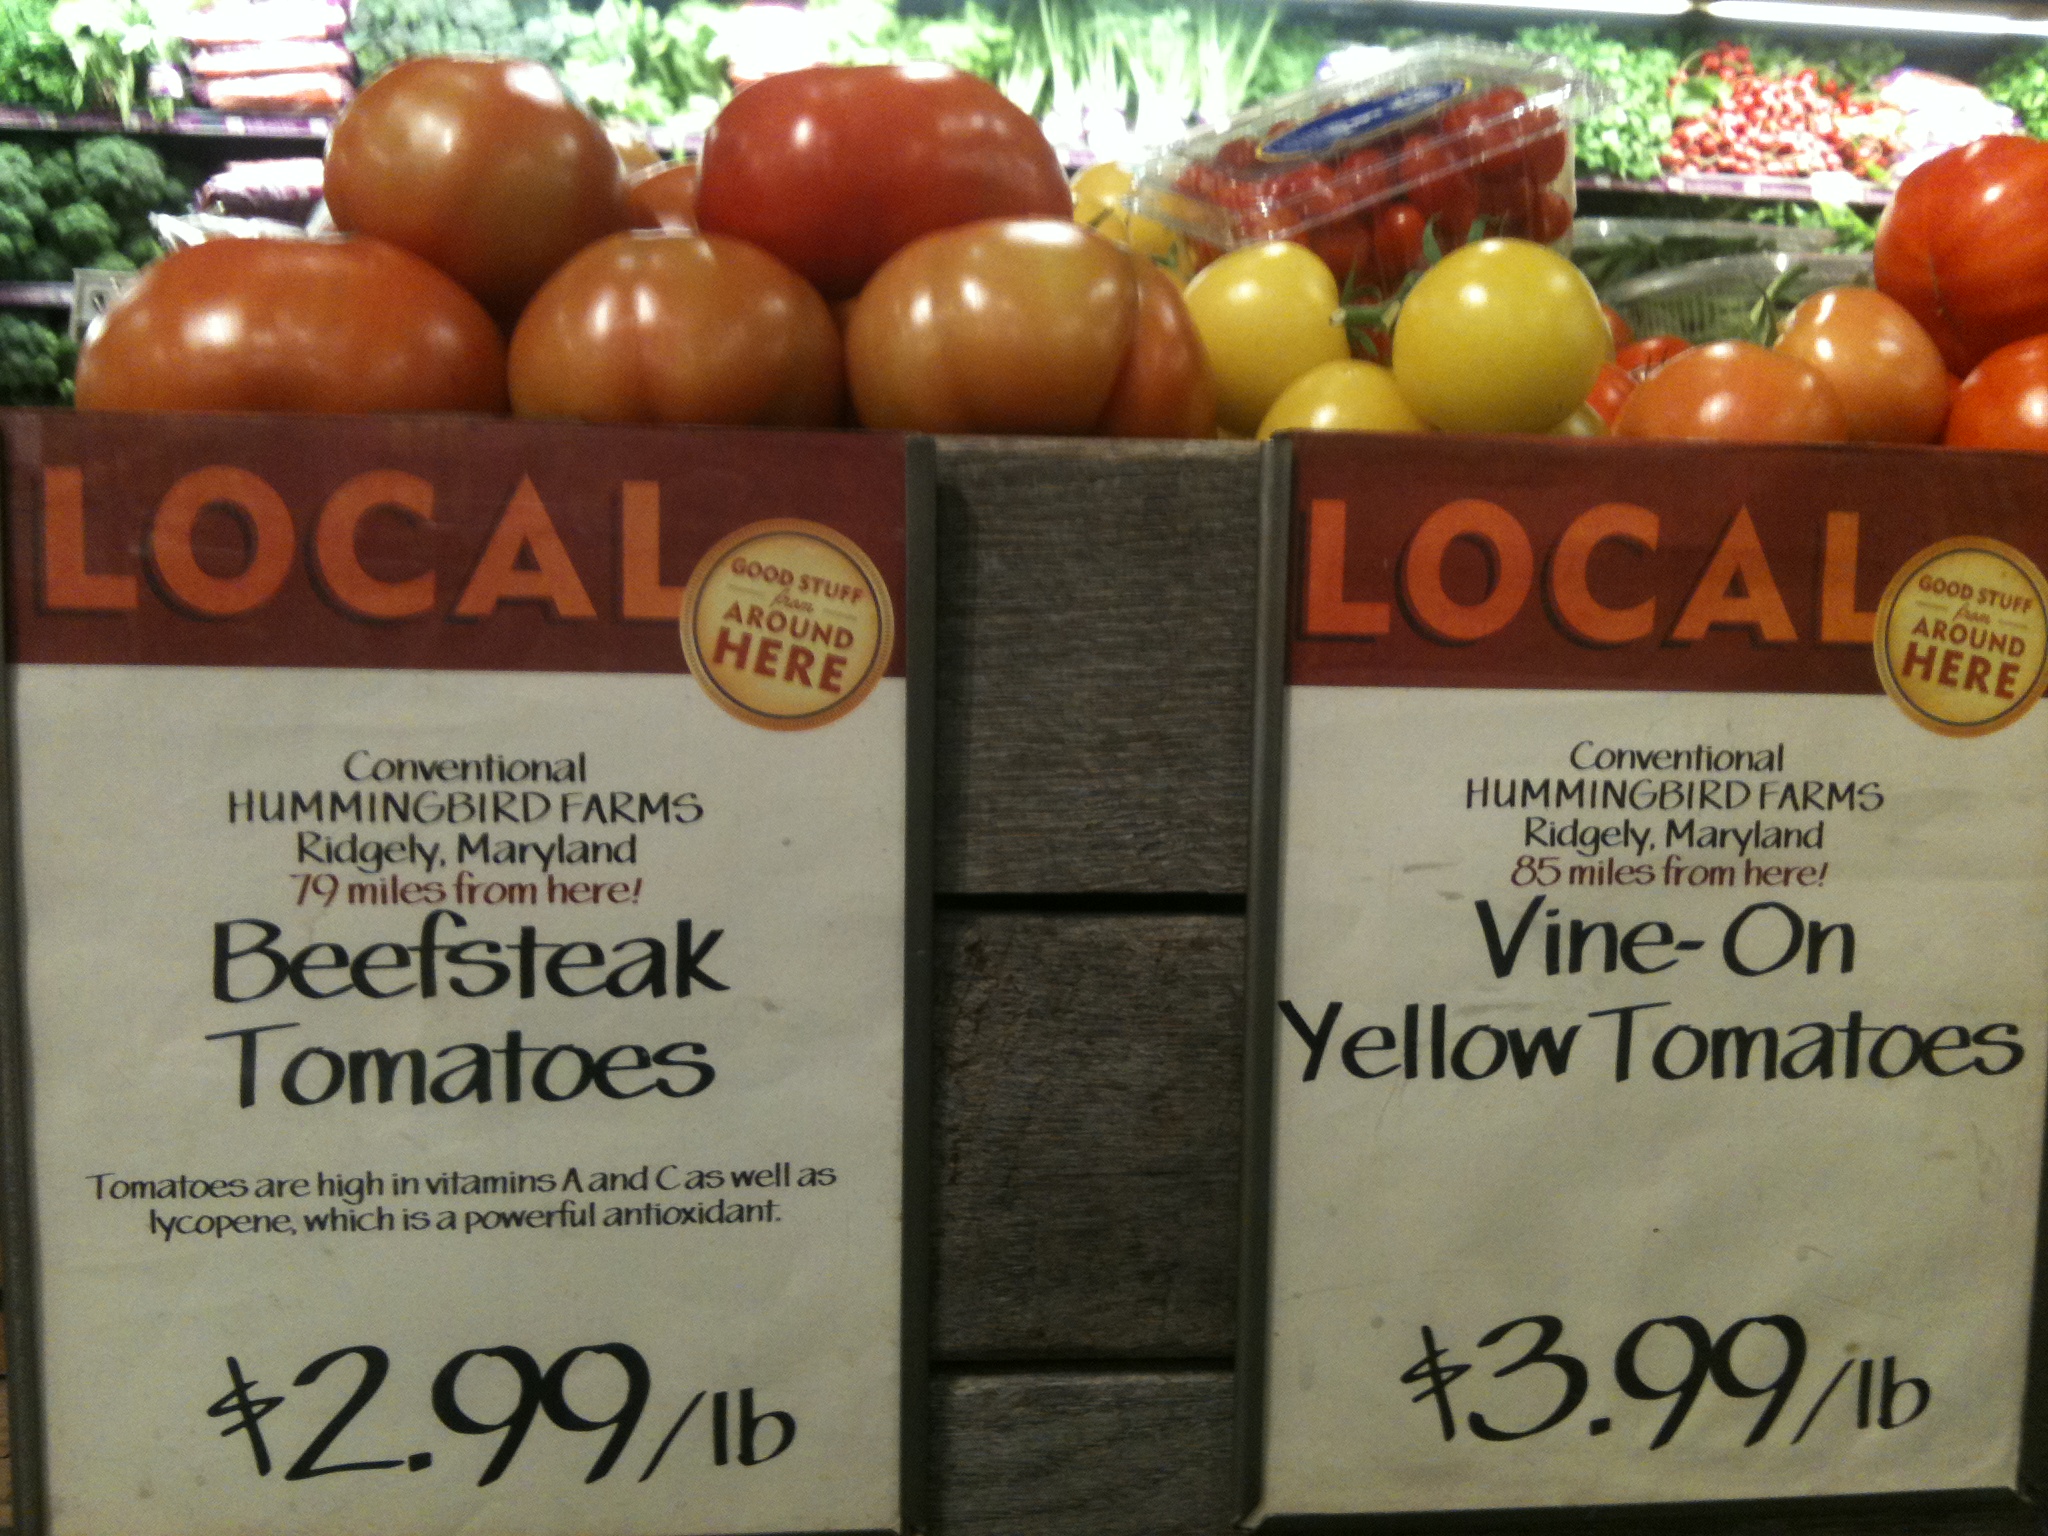 LOCAL
GOOD STUFF
from
AROUND
HERE
Conventional
HUMMINGBIRD FARMS
Ridgely, Maryland
79 miles from here!
Beefsteak
Tomatoes
Tomatoes are high in vitamins A and C as well as
lycopene, which is a powerful antioxidant.
$2.99/lb
LOCAL
GOOD STUFF
from
AROUND
HERE
Conventional
HUMMINGBIRD FARMS
Ridgely, Maryland
85 miles from here!
Vine-On
Yellow Tomatoes
$3.99/lb